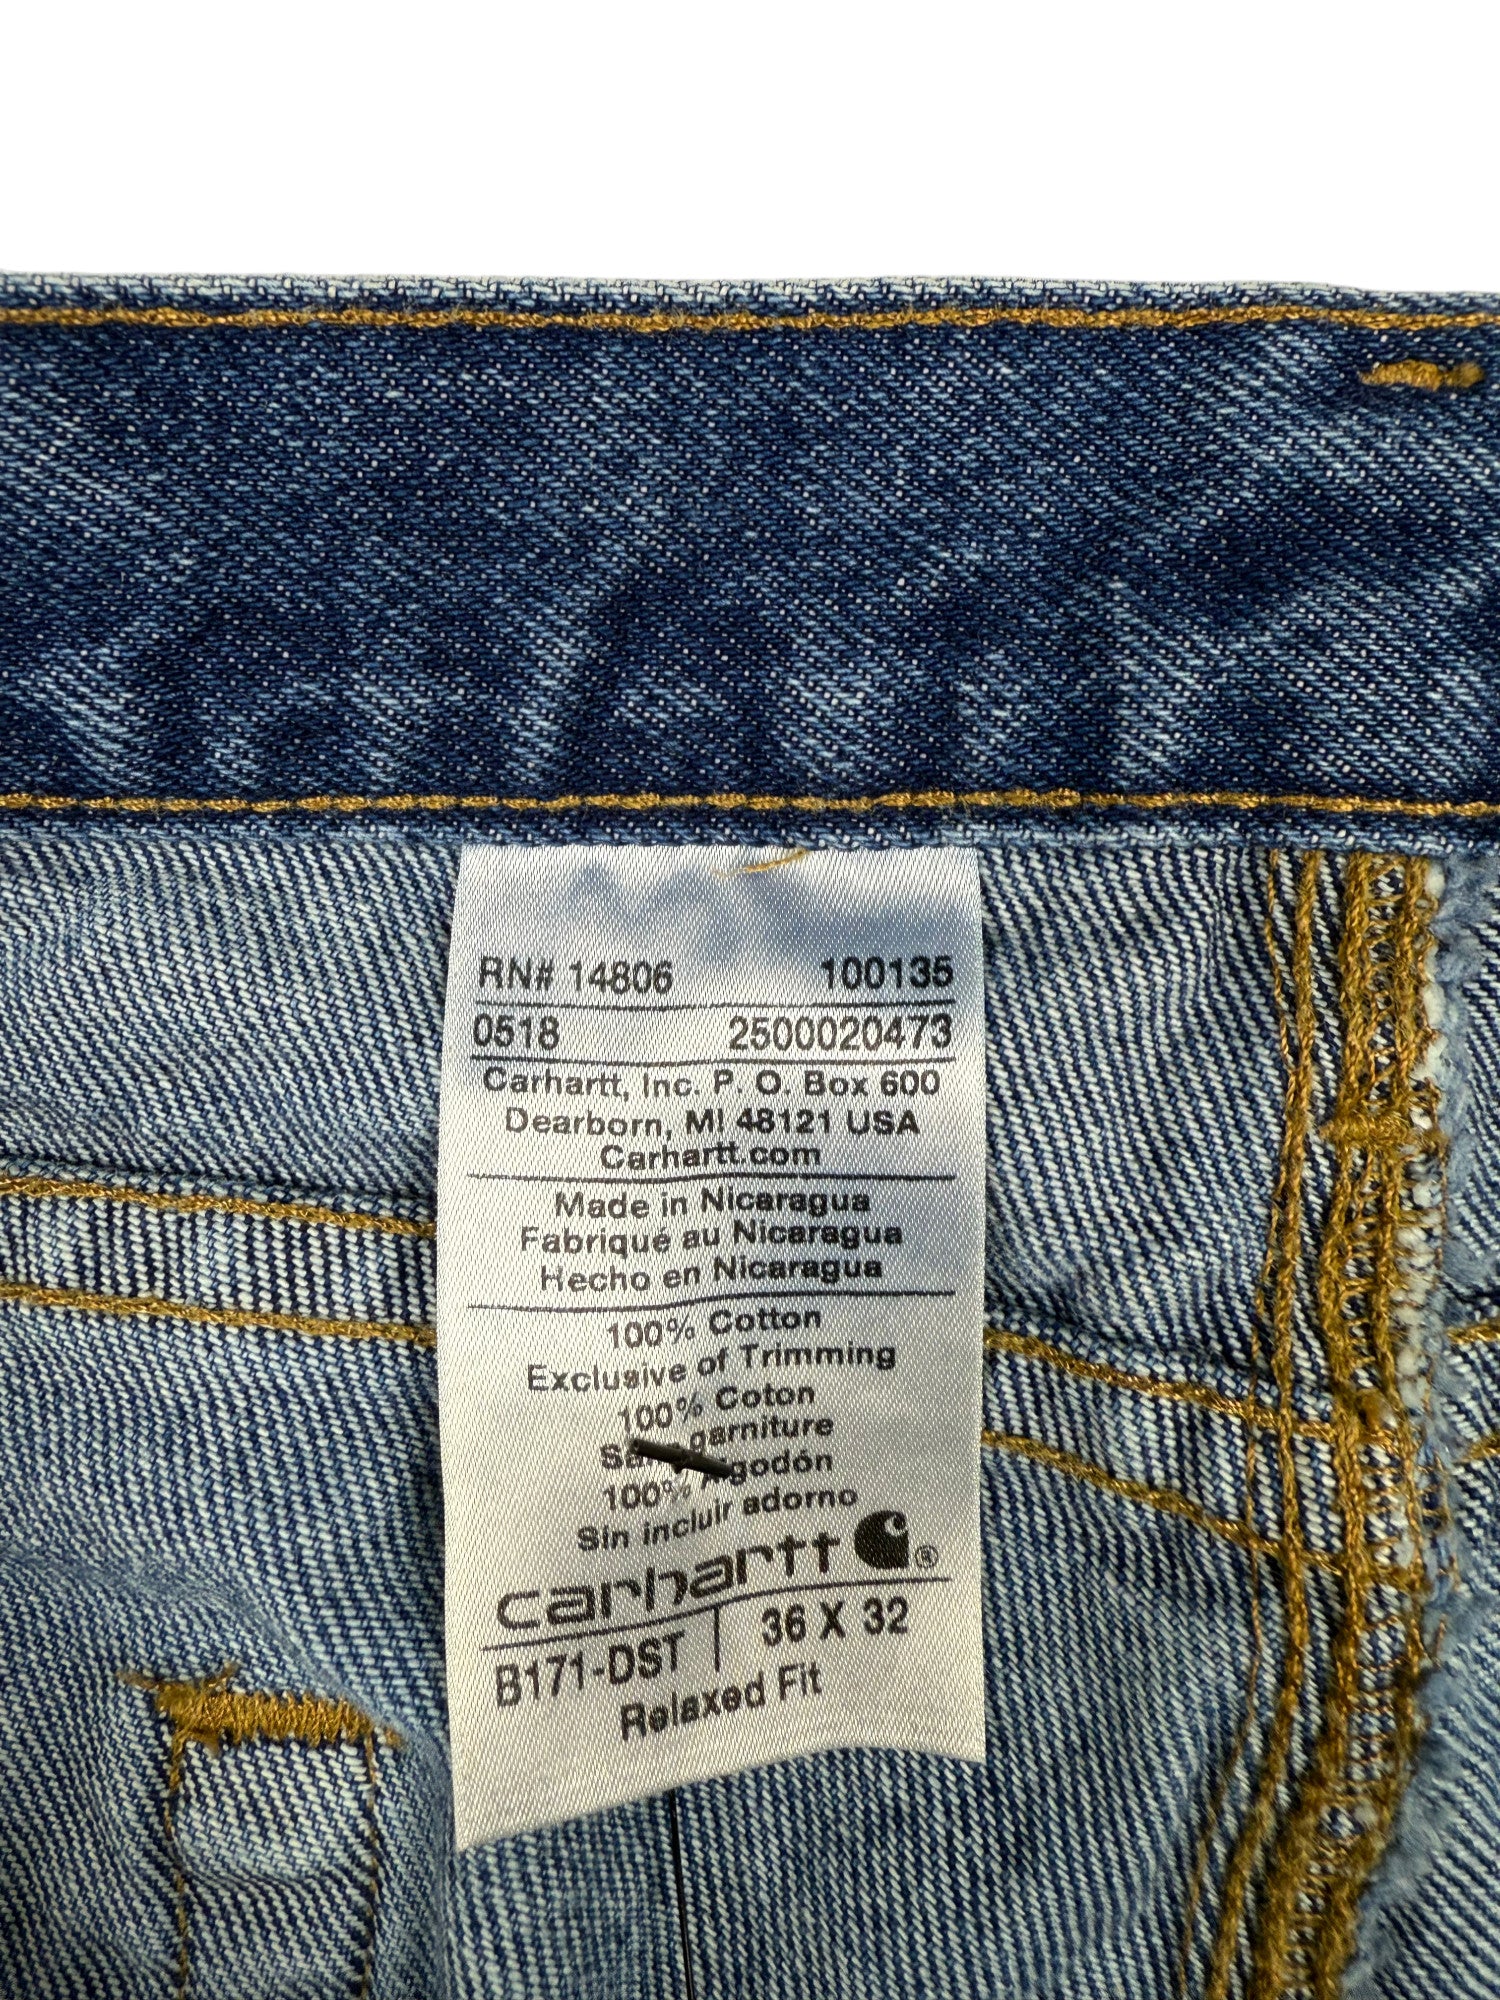 RN# 14806 100135
0518 2500020473
Carhartt, Inc. P. O. Box 600
Dearborn, MI 48121 USA
Carhartt.com
Made in Nicaragua
Fabriqué au Nicaragua
Hecho en Nicaragua
100% Cotton
Exclusive of Trimming
100% Coton
garniture
100%
Sin incluir adorno
carhartt ®
B171-DST | 36 X 32
Relaxed Fit